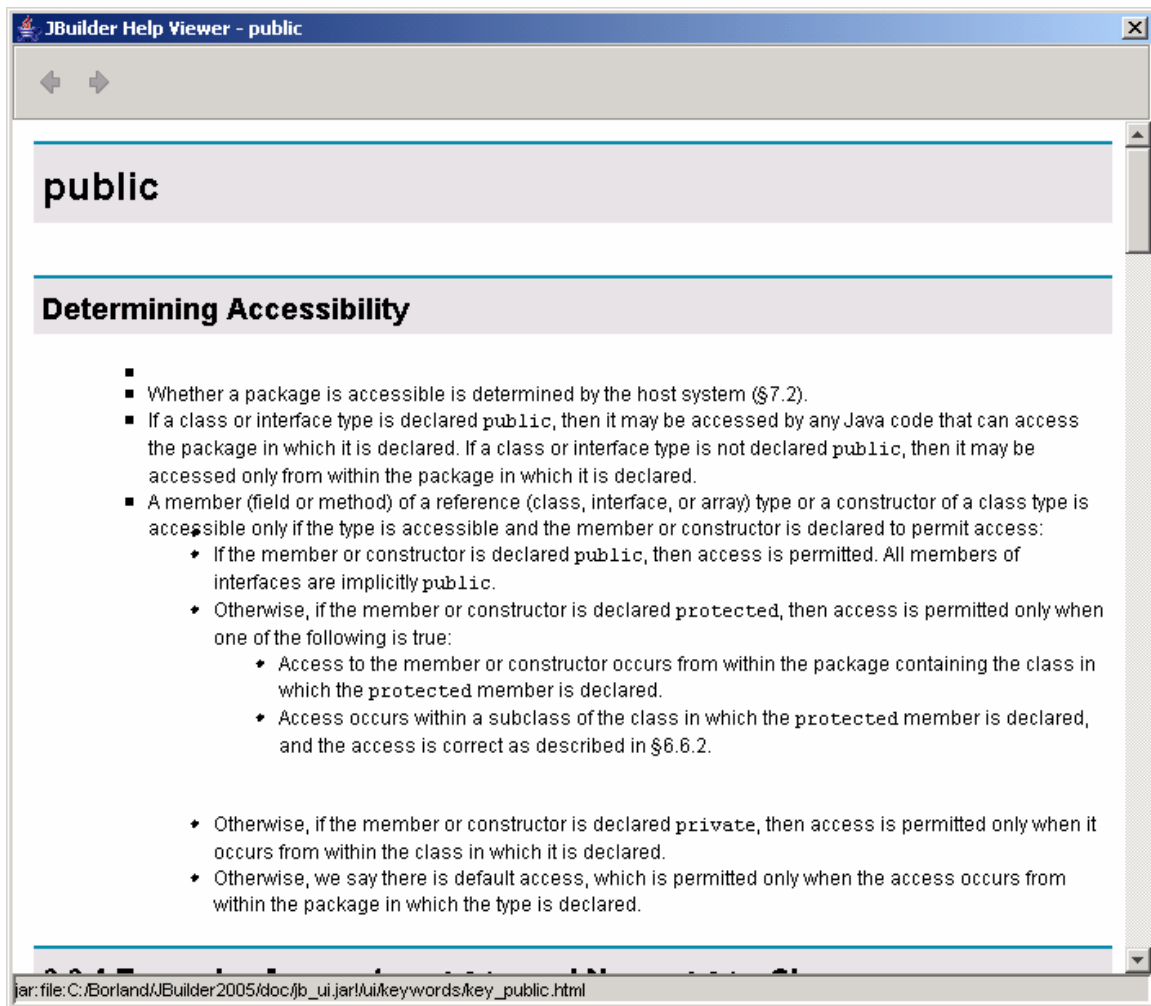 JBuilder Help Viewer - public
public
Determining Accessibility
Whether a package is accessible is determined by the host system (§7.2).
If a class or interface type is declared public, then it may be accessed by any Java code that can access
the package in which it is declared. If a class or interface type is not declared public, then it may be
accessed only from within the package in which it is declared.
A member (field or method) of a reference (class, interface, or array) type or a constructor of a class type is
accessible only if the type is accessible and the member or constructor is declared to permit access:
If the member or constructor is declared public, then access is permitted. All members of
interfaces are implicitly public.
Otherwise, if the member or constructor is declared protected, then access is permitted only when
one of the following is true:
Access to the member or constructor occurs from within the package containing the class in
which the protected member is declared.
Access occurs within a subclass of the class in which the protected member is declared,
and the access is correct as described in §6.6.2.
Otherwise, if the member or constructor is declared private, then access is permitted only when it
occurs from within the class in which it is declared.
Otherwise, we say there is default access, which is permitted only when the access occurs from
within the package in which the type is declared.
jar:file:C:/Borland/JBuilder2005/doc/jb_ui.jar!/ui/keywords/key_public.html